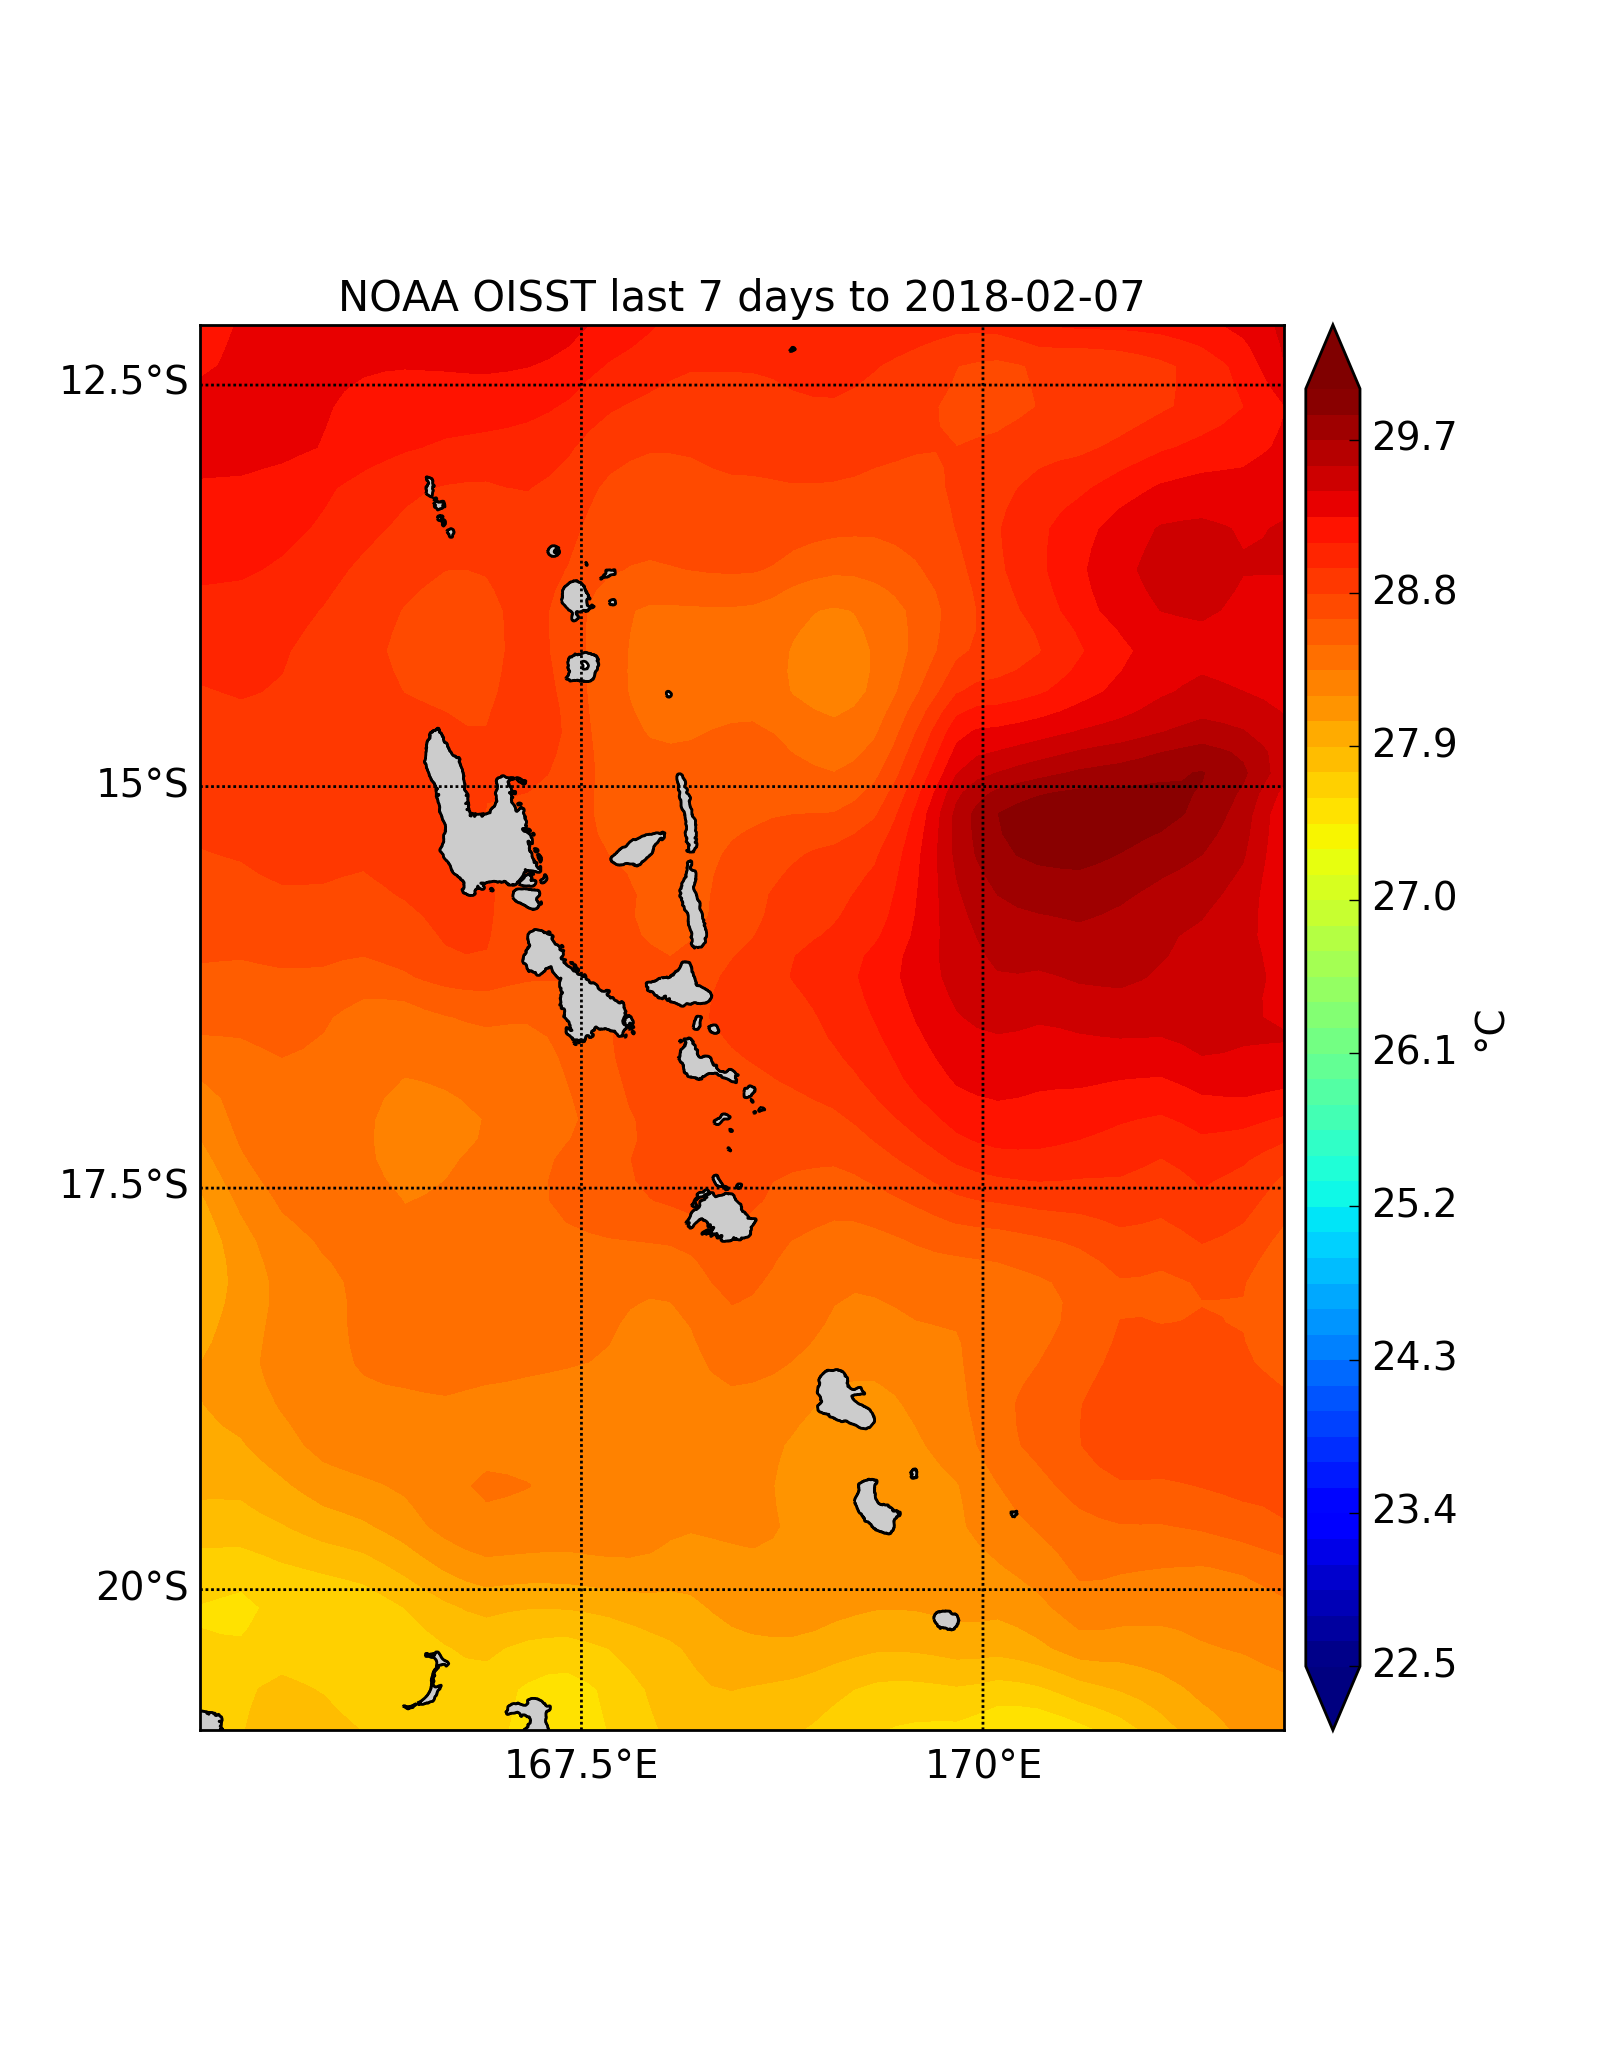 NOAA OISST last 7 days to 2018-02-07
12.5°S
15°S
17.5°S
20°S
167.5°E
170°E
29.7
28.8
27.9
27.0
26.1
25.2
24.3
23.4
22.5
°C